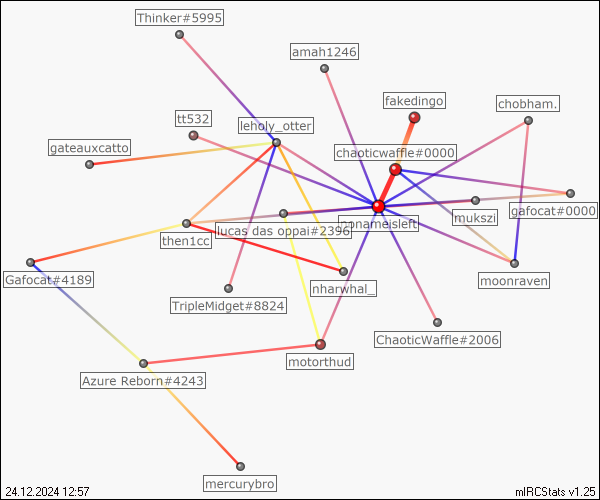 Thinker#5995
amah1246
fakedingo
chobham.
tt532
leholy_otter
gateauxcatto
chaoticwaffle#0000
nonameisleft
mukszi
gafocat#0000
lucas das oppai#2396
then1cc
Gafocat#4189
nharwhal_
moonraven
TripleMidget#8824
ChaoticWaffle#2006
motorthud
Azure Reborn#4243
mercurybro
24.12.2024 12:57
mIRCStats v1.25